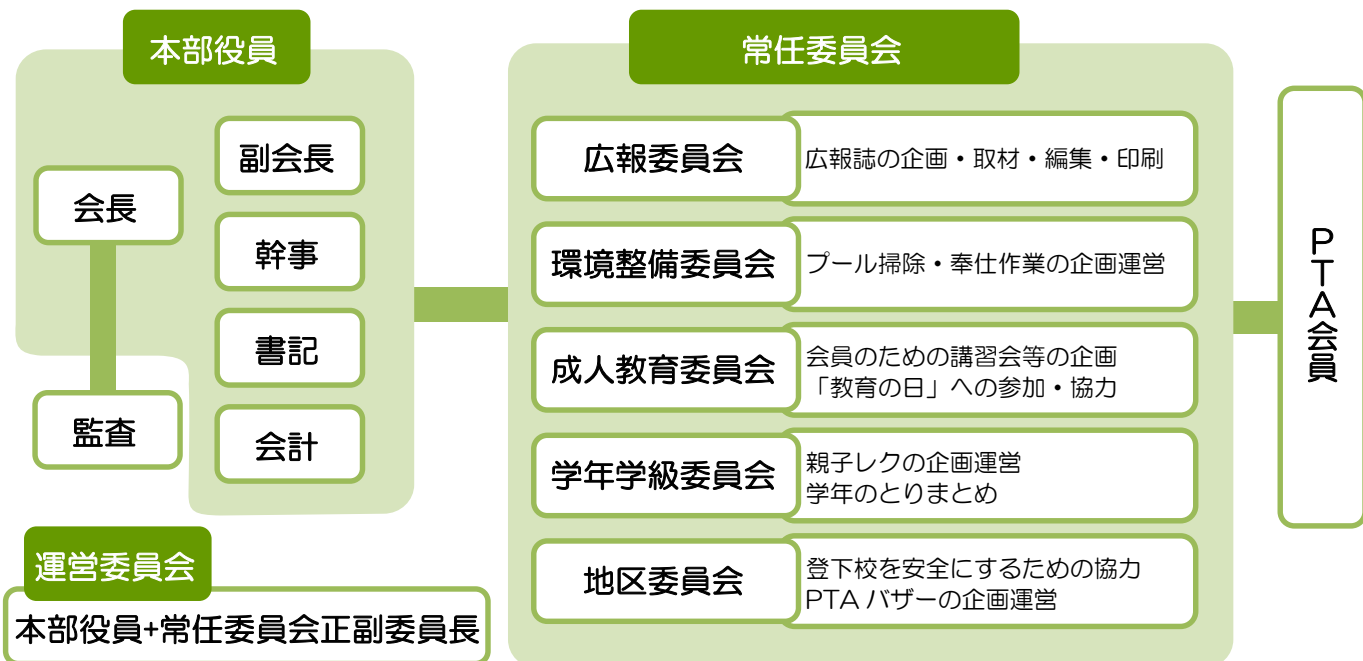 本部役員
会長
監査
副会長
幹事
書記
会計
運営委員会
本部役員+常任委員会正副委員長
常任委員会
広報委員会
広報誌の企画・取材・編集・印刷
環境整備委員会
プール掃除・奉仕作業の企画運営
成人教育委員会
会員のための講習会等の企画
「教育の日」への参加・協力
学年学級委員会
親子レクの企画運営
学年のとりまとめ
地区委員会
登下校を安全にするための協力
PTA バザーの企画運営
PTA会員